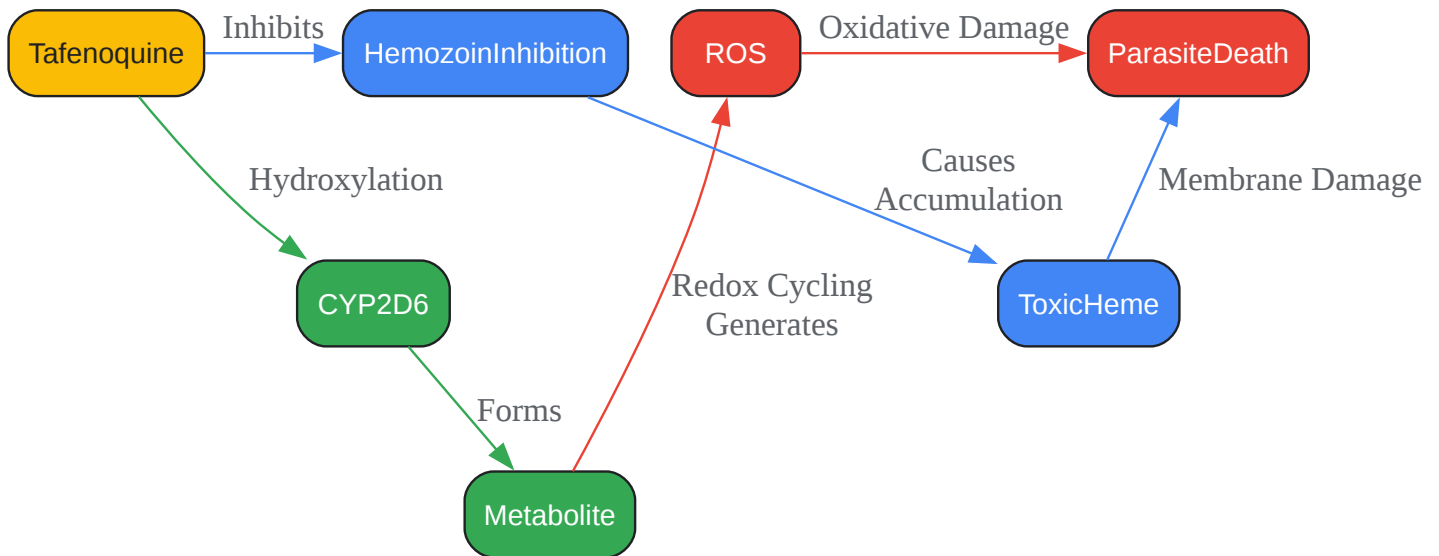 Tafenoquine
Inhibits
HemozoinInhibition
ROS
Oxidative Damage
ParasiteDeath
Hydroxylation
Causes
Accumulation
Membrane Damage
CYP2D6
Redox Cycling
Generates
ToxicHeme
Forms
Metabolite